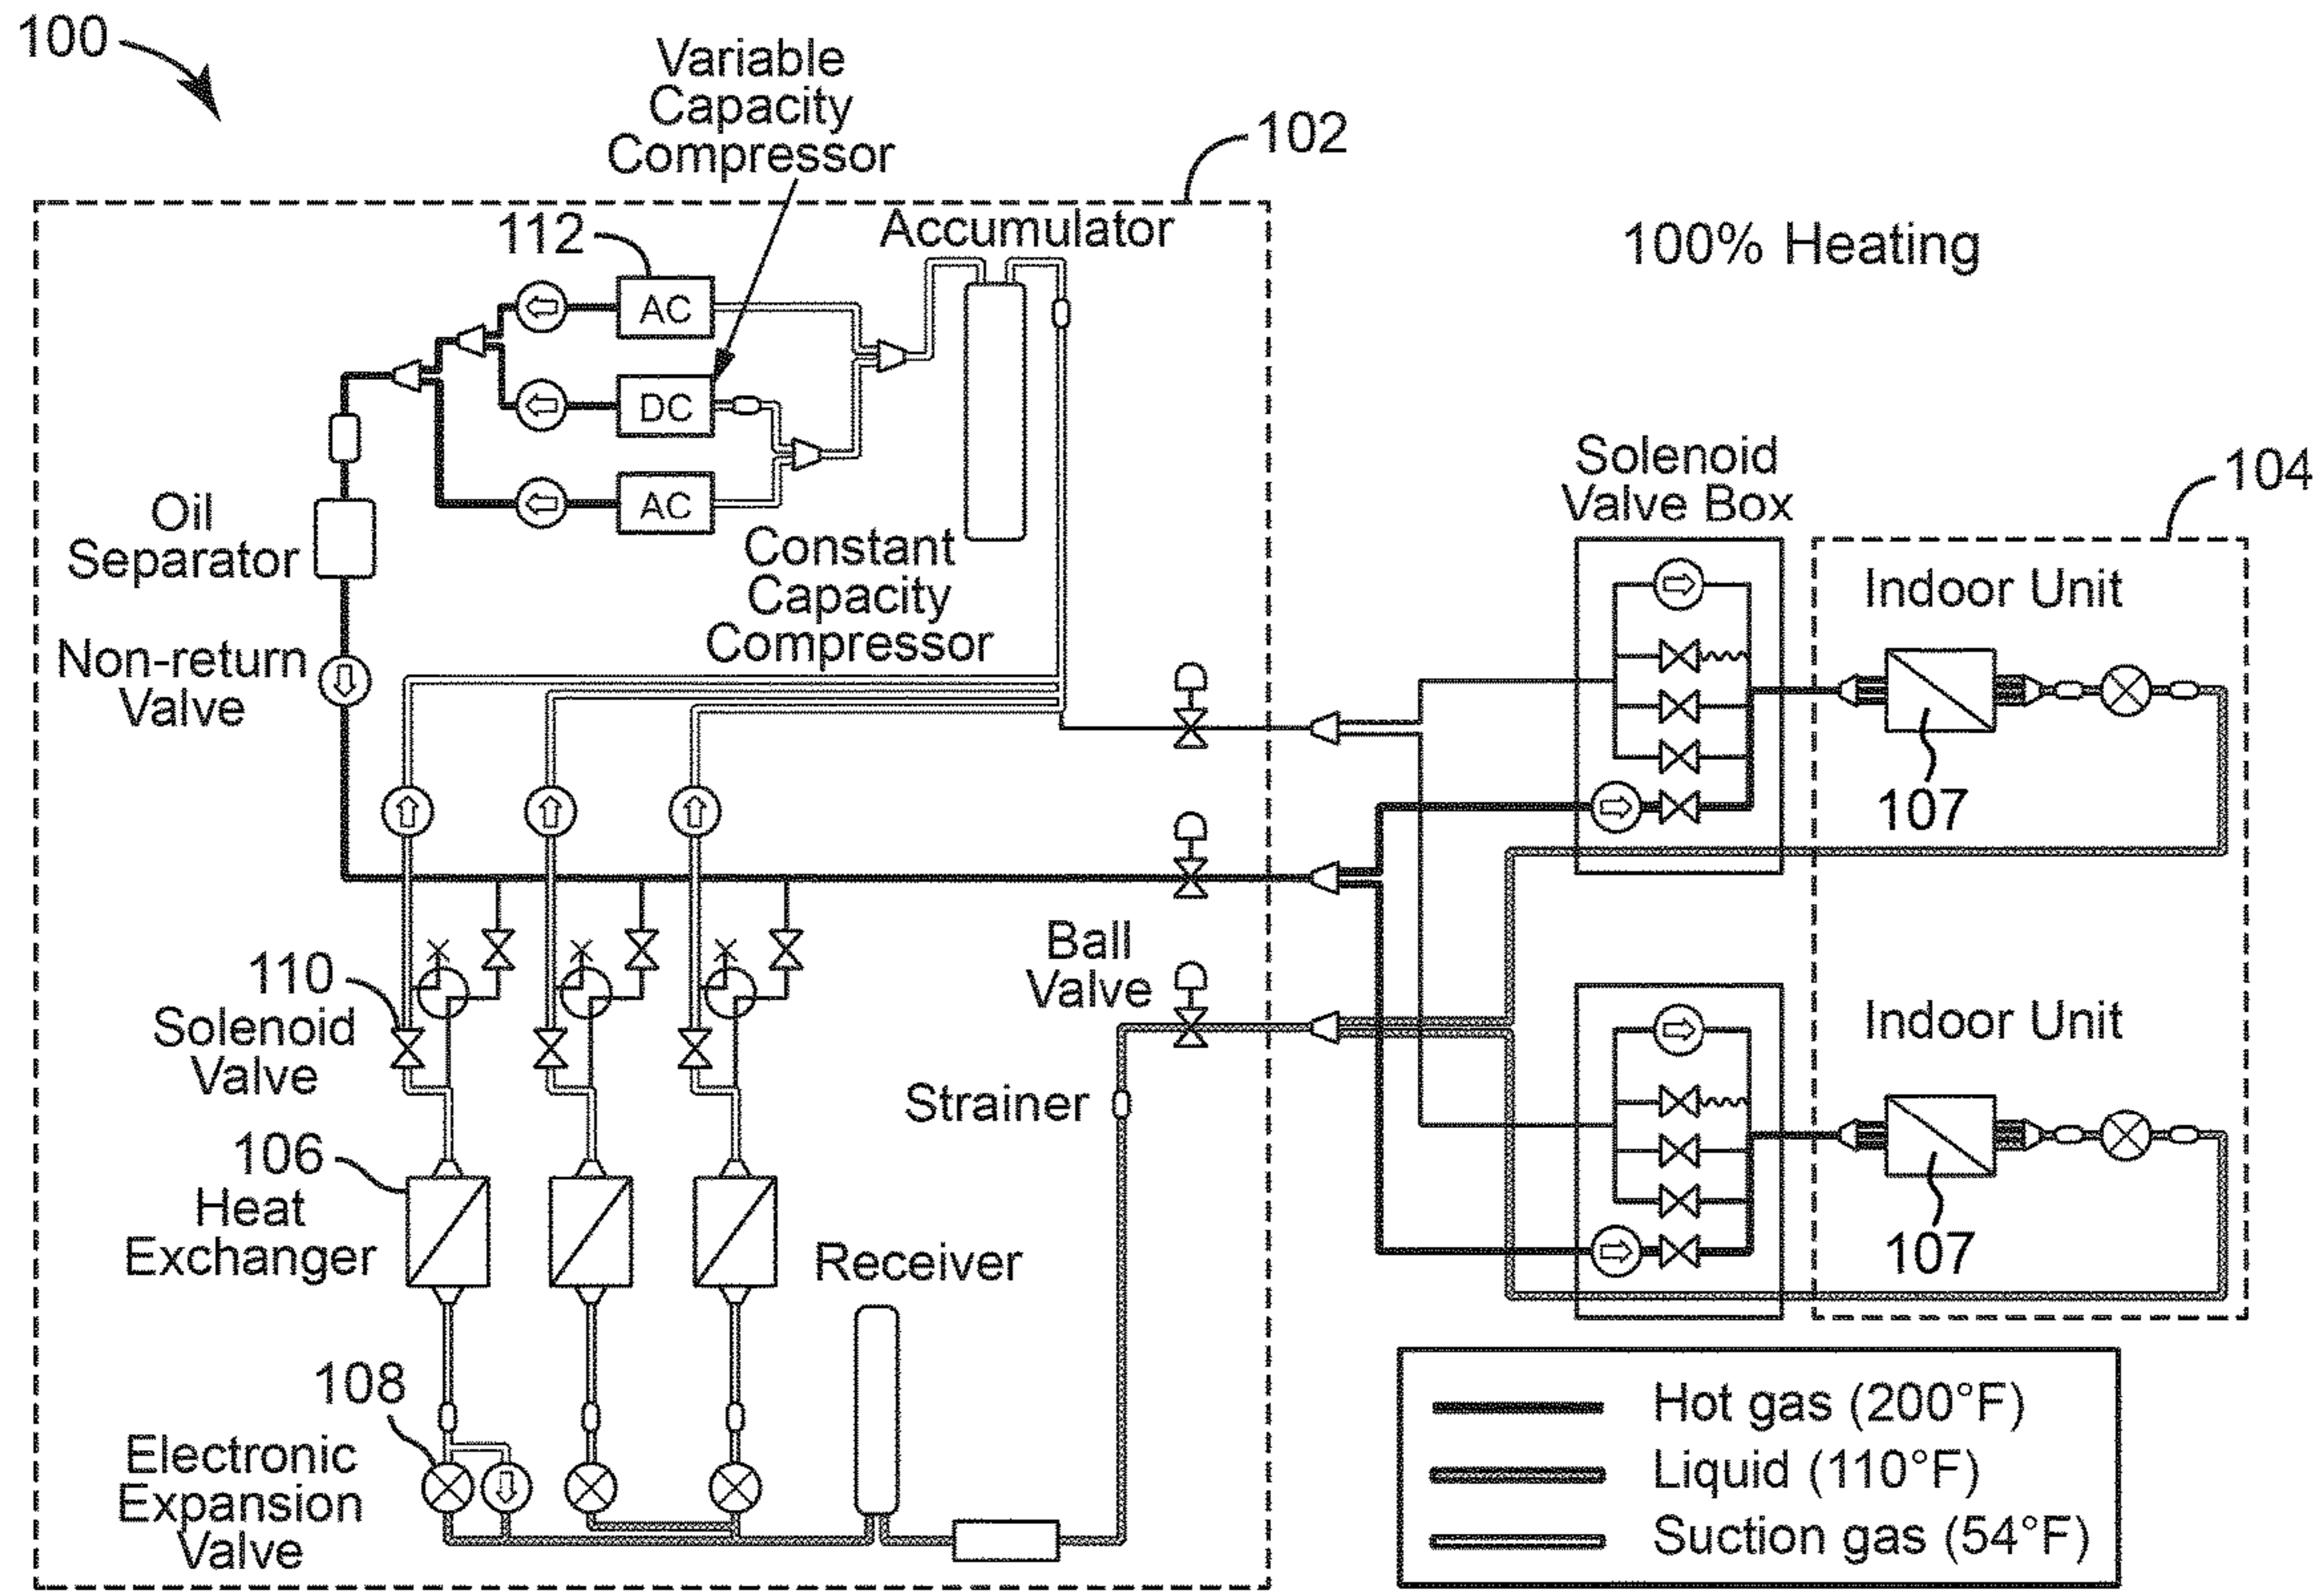 100
Variable
Capacity
Compressor
102
112
Accumulator
100% Heating
AC
DC
AC
Oil
Separator
Constant
Capacity
Compressor
Solenoid
Valve Box
104
Non-return
Valve
Indoor Unit
107
Ball
Valve
110
Solenoid
Valve
Indoor Unit
Strainer
106
Heat
Exchanger
107
Receiver
108
Electronic
Expansion
Valve
Hot gas (200°F)
Liquid (110°F)
Suction gas (54°F)